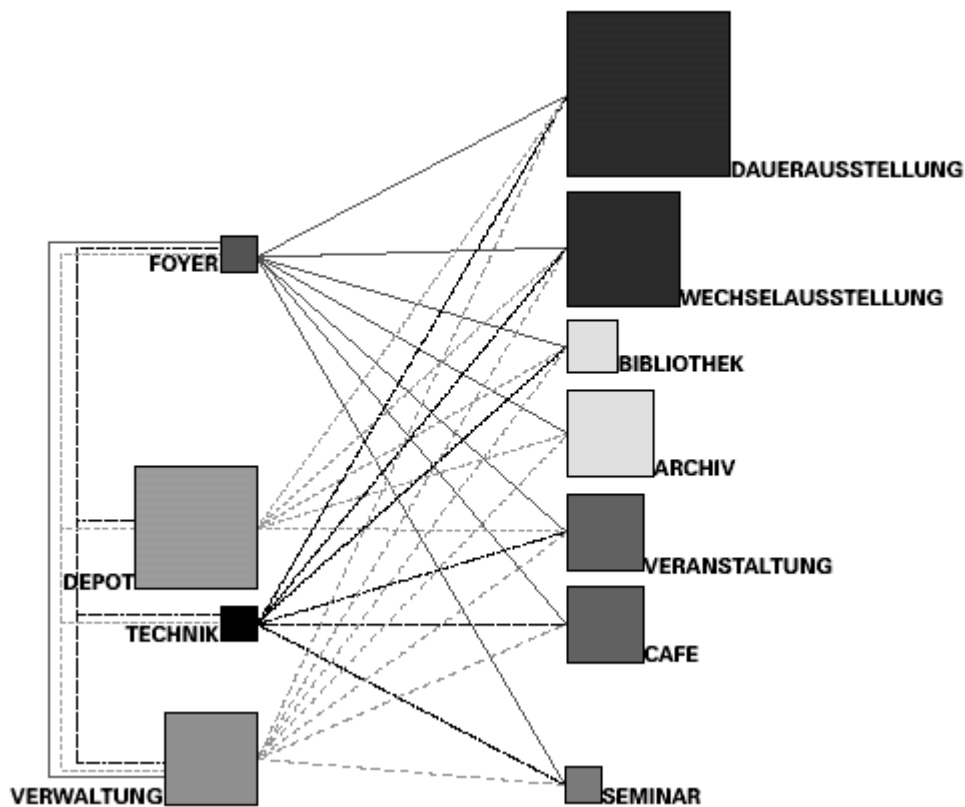 DAUERAUSSTELLUNG
FOYER
WECHSELAUSSTELLUNG
BIBLIOTHEK
ARCHIV
DEPOT
VERANSTALTUNG
TECHNIK
CAFE
VERWALTUNG
SEMINAR